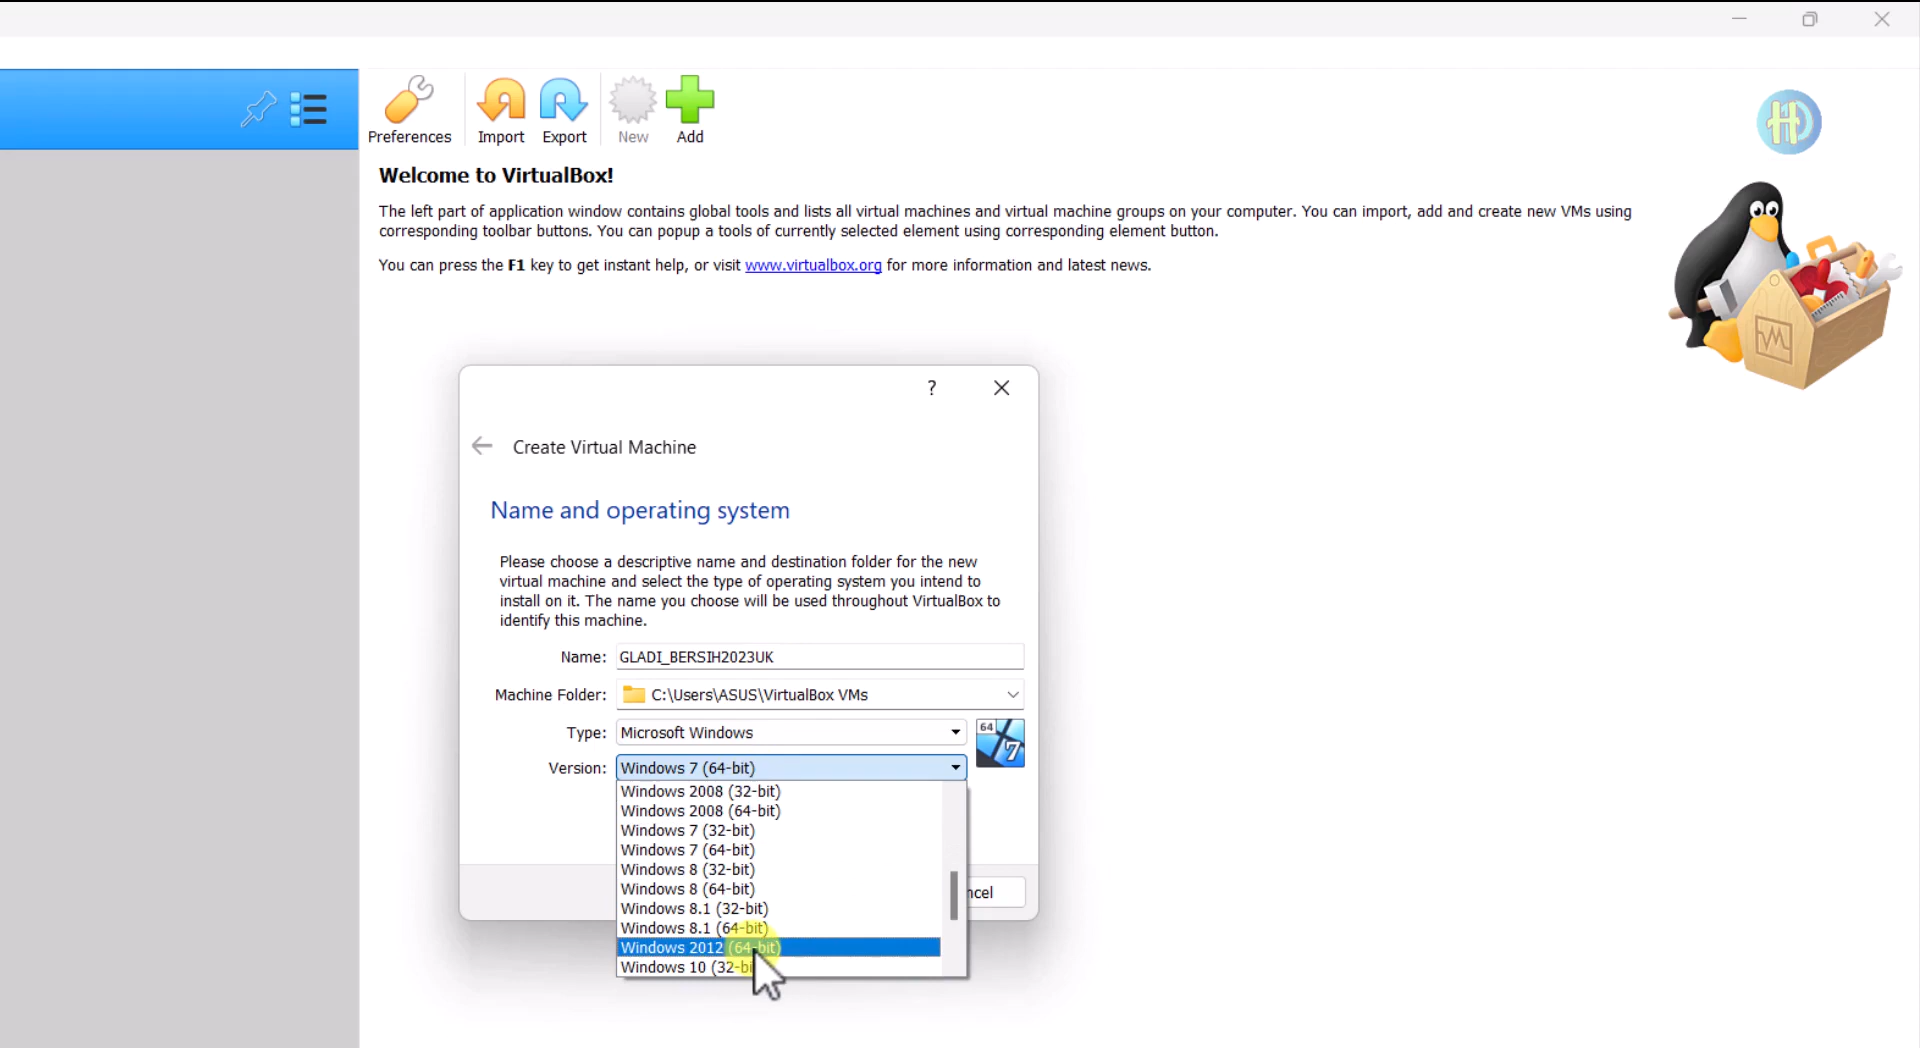 Preferences
Import
Export
New
Add
Welcome to VirtualBox!
The left part of application window contains global tools and lists all virtual machines and virtual machine groups on your computer. You can import, add and create new VMs using
corresponding toolbar buttons. You can popup a tools of currently selected element using corresponding element button.
You can press the F1 key to get instant help, or visit www.virtualbox.org for more information and latest news.
?
Create Virtual Machine
Name and operating system
Please choose a descriptive name and destination folder for the new
virtual machine and select the type of operating system you intend to
install on it. The name you choose will be used throughout VirtualBox to
identify this machine.
Name: GLADI_BERSIH2023UK
Machine Folder: C:\Users\ASUS\VirtualBox VMs
Type: Microsoft Windows
64
7
Version: Windows 7 (64-bit)
Windows 2008 (32-bit)
Windows 2008 (64-bit)
Windows 7 (32-bit)
Windows 7 (64-bit)
Windows 8 (32-bit)
Windows 8 (64-bit)
Windows 8.1 (32-bit)
Windows 8.1 (64-bit)
Windows 2012 (64-bit)
Windows 10 (32-bi
ncel